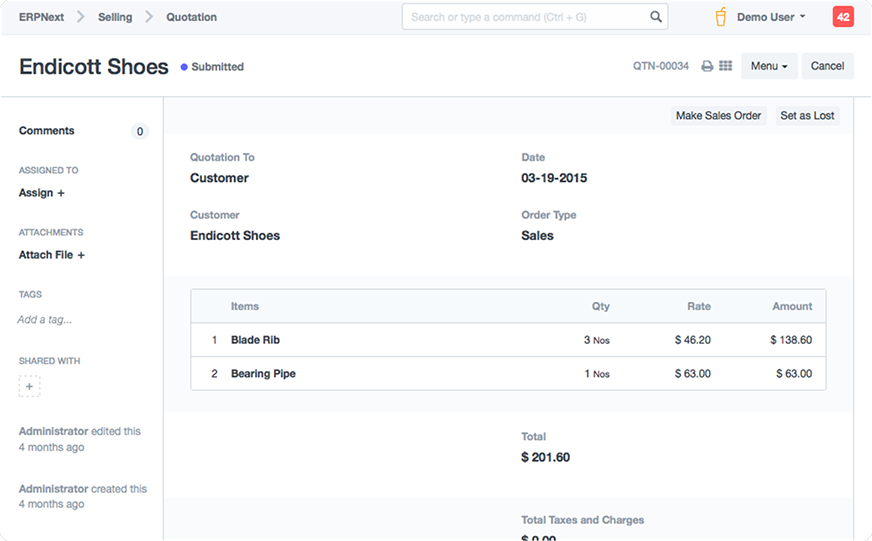 ERPNext Selling Quotation Search or type a command (Ctrl + G) Demo User 42
Endicott Shoes Submitted QTN-00034 Menu Cancel
Make Sales Order Set as Lost
Comments 0
ASSIGNED TO
Assign +
ATTACHMENTS
Attach File +
TAGS
Add a tag...
SHARED WITH
+
Administrator edited this
4 months ago
Administrator created this
4 months ago
Quotation To
Customer
Date
03-19-2015
Customer
Endicott Shoes
Order Type
Sales
Items Qty Rate Amount
1 Blade Rib 3 Nos $ 46.20 $ 138.60
2 Bearing Pipe 1 Nos $ 63.00 $ 63.00
Total
$ 201.60
Total Taxes and Charges
$ 0.00